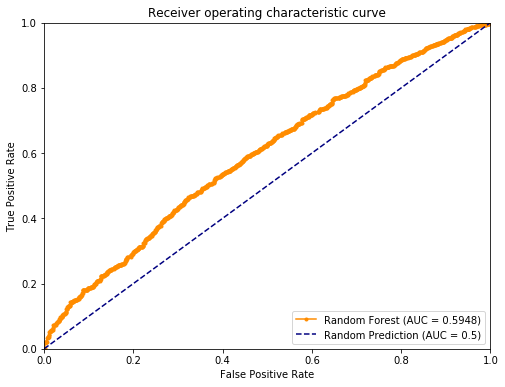 Receiver operating characteristic curve
True Positive Rate
1.0
0.8
0.6
0.4
0.2
0.0
0.0 0.2 0.4 0.6 0.8 1.0
False Positive Rate
Random Forest (AUC = 0.5948)
Random Prediction (AUC = 0.5)